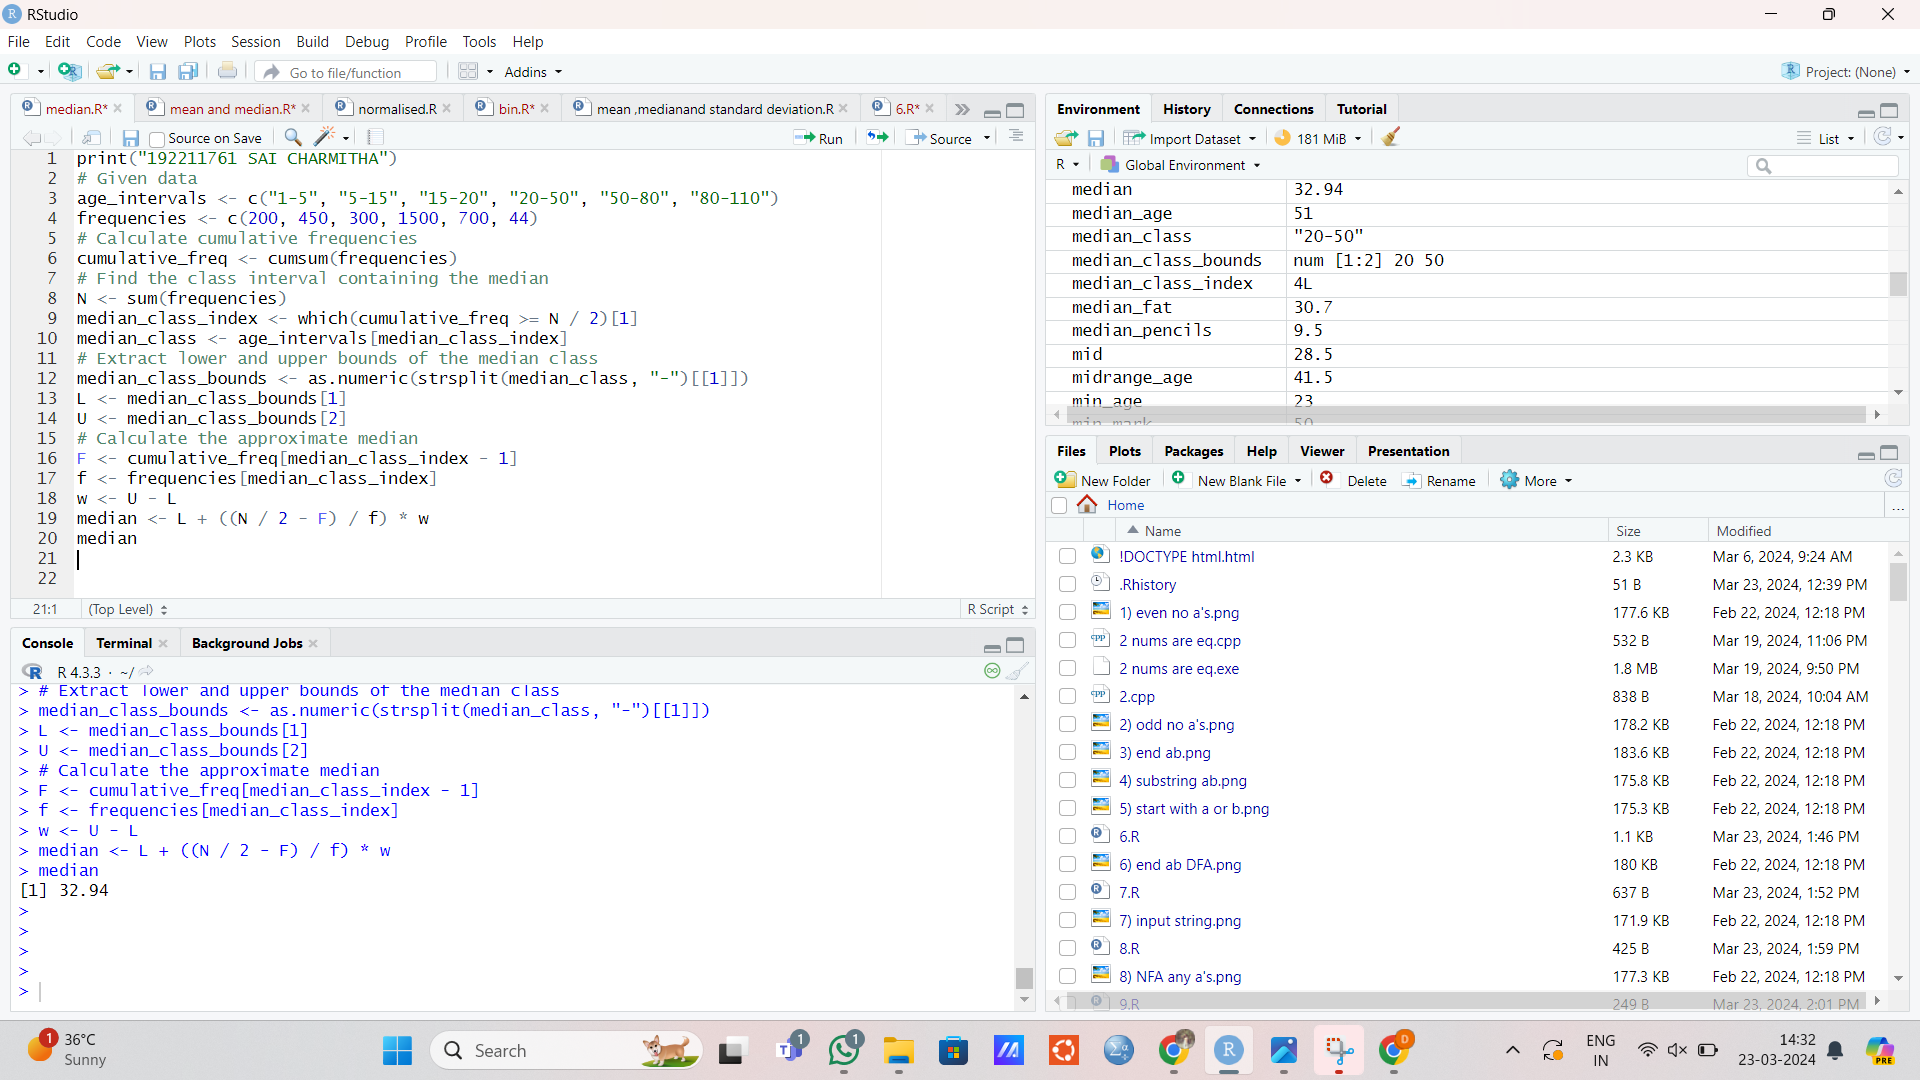 RStudio
File Edit Code View Plots Session Build Debug Profile Tools Help
Go to file/function Addins Project: (None)
median.R* mean and median.R* normalised.R bin.R* mean ,medianand standard deviation.R 6.R*
Source on Save Run Source
1 print("192211761 SAI CHARMITHA")
2 # Given data
3 age_intervals <- c("1-5", "5-15", "15-20", "20-50", "50-80", "80-110")
4 frequencies <- c(200, 450, 300, 1500, 700, 44)
5 # Calculate cumulative frequencies
6 cumulative_freq <- cumsum(frequencies)
7 # Find the class interval containing the median
8 N <- sum(frequencies)
9 median_class_index <- which(cumulative_freq >= N / 2)[1]
10 median_class <- age_intervals[median_class_index]
11 # Extract lower and upper bounds of the median class
12 median_class_bounds <- as.numeric(strsplit(median_class, "-")[[1]])
13 L <- median_class_bounds[1]
14 U <- median_class_bounds[2]
15 # Calculate the approximate median
16 F <- cumulative_freq[median_class_index - 1]
17 f <- frequencies[median_class_index]
18 w <- U - L
19 median <- L + ((N / 2 - F) / f) * w
20 median
21
22
21:1 (Top Level) R Script
Console Terminal Background Jobs
R 4.3.3 · ~/
> # Extract lower and upper bounds of the median class
> median_class_bounds <- as.numeric(strsplit(median_class, "-")[[1]])
> L <- median_class_bounds[1]
> U <- median_class_bounds[2]
> # Calculate the approximate median
> F <- cumulative_freq[median_class_index - 1]
> f <- frequencies[median_class_index]
> w <- U - L
> median <- L + ((N / 2 - F) / f) * w
> median
[1] 32.94
>
>
>
>
>
Environment History Connections Tutorial
Import Dataset 181 MiB List
R Global Environment
median 32.94
median_age 51
median_class "20-50"
median_class_bounds num [1:2] 20 50
median_class_index 4L
median_fat 30.7
median_pencils 9.5
mid 28.5
midrange_age 41.5
min_age 23
min_mark 50
Files Plots Packages Help Viewer Presentation
New Folder New Blank File Delete Rename More
Home ...
Name Size Modified
!DOCTYPE html.html 2.3 KB Mar 6, 2024, 9:24 AM
.Rhistory 51 B Mar 23, 2024, 12:39 PM
1) even no a's.png 177.6 KB Feb 22, 2024, 12:18 PM
2 nums are eq.cpp 532 B Mar 19, 2024, 11:06 PM
2 nums are eq.exe 1.8 MB Mar 19, 2024, 9:50 PM
2.cpp 838 B Mar 18, 2024, 10:04 AM
2) odd no a's.png 178.2 KB Feb 22, 2024, 12:18 PM
3) end ab.png 183.6 KB Feb 22, 2024, 12:18 PM
4) substring ab.png 175.8 KB Feb 22, 2024, 12:18 PM
5) start with a or b.png 175.3 KB Feb 22, 2024, 12:18 PM
6.R 1.1 KB Mar 23, 2024, 1:46 PM
6) end ab DFA.png 180 KB Feb 22, 2024, 12:18 PM
7.R 637 B Mar 23, 2024, 1:52 PM
7) input string.png 171.9 KB Feb 22, 2024, 12:18 PM
8.R 425 B Mar 23, 2024, 1:59 PM
8) NFA any a's.png 177.3 KB Feb 22, 2024, 12:18 PM
9.R 249 B Mar 23, 2024, 2:01 PM
1 36°C
Sunny
Search 1 1 D
ENG
IN
14:32
23-03-2024
PRE